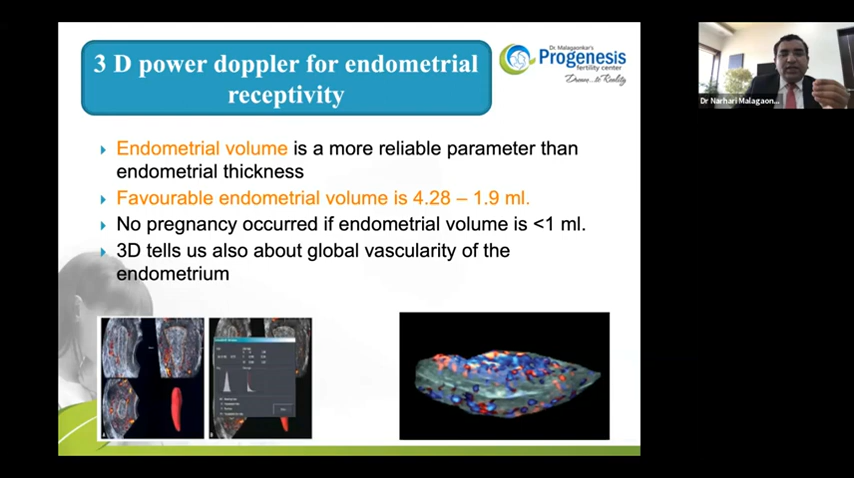 3 D power doppler for endometrial
receptivity
Dr. Malagaonkar's
Progenesis
fertility center
Dreams...to Reality
Dr Narhari Malagaon...
Endometrial volume is a more reliable parameter than
endometrial thickness
Favourable endometrial volume is 4.28 – 1.9 ml.
No pregnancy occurred if endometrial volume is <1 ml.
3D tells us also about global vascularity of the
endometrium